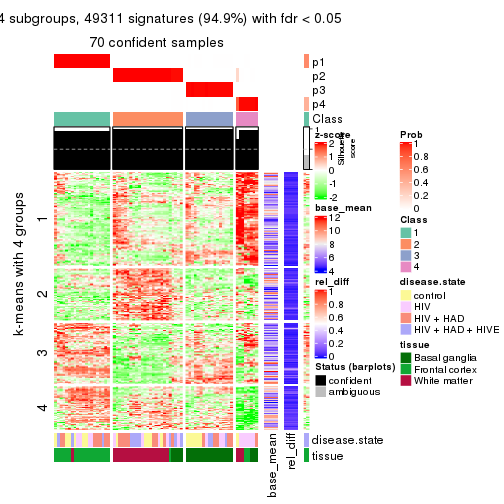 4 subgroups, 49311 signatures (94.9%) with fdr < 0.05
70 confident samples
p1
p2
p3
p4
Class
1
Silhouette
score
k-means with 4 groups
1
2
3
4
disease.state
tissue
base_mean
rel_diff
z-score
2
1
0
-1
-2
base_mean
12
10
8
6
4
rel_diff
1
0.8
0.6
0.4
0.2
0
Status (barplots)
confident
ambiguous
Prob
1
0.8
0.6
0.4
0.2
0
Class
1
2
3
4
disease.state
control
HIV
HIV + HAD
HIV + HAD + HIVE
tissue
Basal ganglia
Frontal cortex
White matter